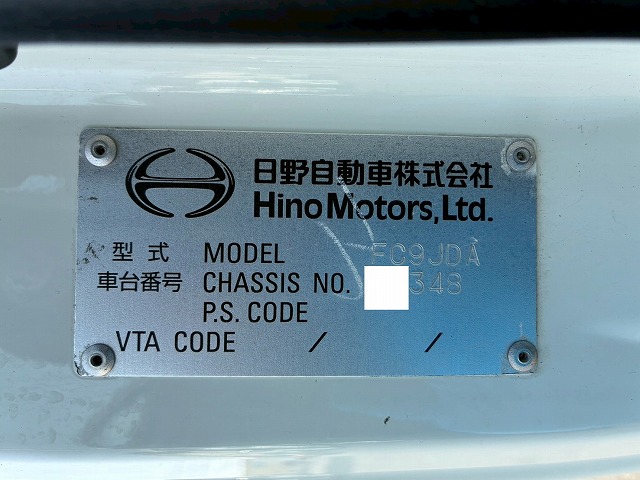 日野自動車株式会社
Hino Motors, Ltd.
型式 MODEL FC9JDA
車台番号 CHASSIS NO. 348
P.S. CODE
VTA CODE / /